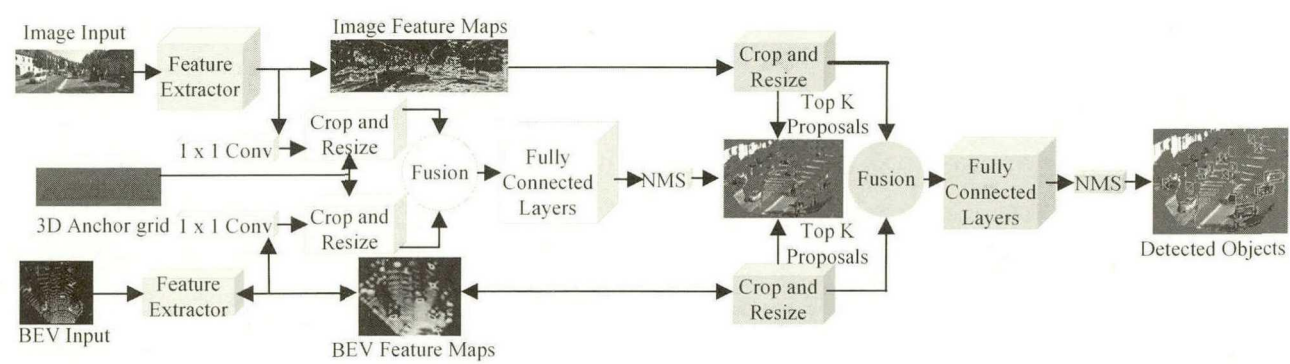 Image Input
Image Feature Maps
Feature
Extractor
Crop and
Resize
Top K
Proposals
1 x 1 Conv
Crop and
Resize
Fusion
Fully
Connected
Layers
NMS
Fusion
Fully
Connected
Layers
NMS
3D Anchor grid
1 x 1 Conv
Crop and
Resize
Top K
Proposals
Detected Objects
Feature
Extractor
Crop and
Resize
BEV Input
BEV Feature Maps